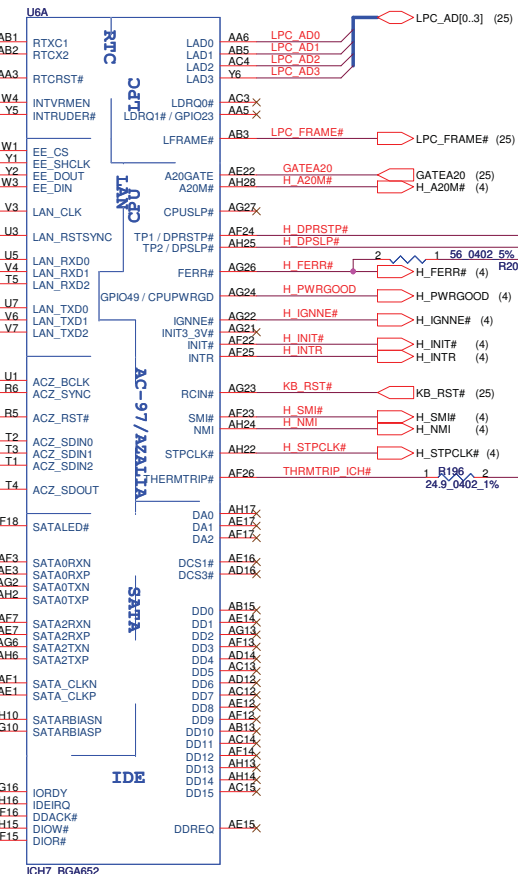 U6A
AB1 RTXC1 LAD0 AA6 LPC_AD0 LPC_AD[0..3] (25)
AB2 RTCX2 LAD1 AB5 LPC_AD1
LAD2 AC4 LPC_AD2
AA3 RTCRST# LAD3 Y6 LPC_AD3
RTC
LPC
W4 INTVRMEN LDRQ0# AC3
Y5 INTRUDER# LDRQ1# / GPIO23 AA5
LFRAME# AB3 LPC_FRAME# LPC_FRAME# (25)
W1 EE_CS
Y1 EE_SHCLK
Y2 EE_DOUT A20GATE AE22 GATEA20 GATEA20 (25)
W3 EE_DIN A20M# AH28 H_A20M# H_A20M# (4)
LAN
CPU
V3 LAN_CLK CPUSLP# AG27
U3 LAN_RSTSYNC TP1 / DPRSTP# AF24 H_DPRSTP#
TP2 / DPSLP# AH25 H_DPSLP#
2 1 56_0402_5%
R20
U5 LAN_RXD0
V4 LAN_RXD1 FERR# AG26 H_FERR# H_FERR# (4)
T5 LAN_RXD2
GPIO49 / CPUPWRGD AG24 H_PWRGOOD H_PWRGOOD (4)
U7 LAN_TXD0
V6 LAN_TXD1 IGNNE# AG22 H_IGNNE# H_IGNNE# (4)
V7 LAN_TXD2 INIT3_3V# AG21
INIT# AF22 H_INIT# H_INIT# (4)
INTR AF25 H_INTR H_INTR (4)
AC-97/AZALIA
U1 ACZ_BCLK
R6 ACZ_SYNC RCIN# AG23 KB_RST# KB_RST# (25)
R5 ACZ_RST# SMI# AF23 H_SMI# H_SMI# (4)
NMI AH24 H_NMI H_NMI (4)
T2 ACZ_SDIN0
T3 ACZ_SDIN1 STPCLK# AH22 H_STPCLK# H_STPCLK# (4)
T1 ACZ_SDIN2
THERMTRIP# AF26 THRMTRIP_ICH# 1 R196 2
24.9_0402_1%
T4 ACZ_SDOUT
DA0 AH17
F18 SATALED# DA1 AE17
DA2 AF17
AF3 SATA0RXN DCS1# AE16
AE3 SATA0RXP DCS3# AD16
AG2 SATA0TXN
AH2 SATA0TXP
SATA
DD0 AB15
AF7 SATA2RXN DD1 AE14
AE7 SATA2RXP DD2 AG13
AG6 SATA2TXN DD3 AF13
AH6 SATA2TXP DD4 AD14
DD5 AC13
AF1 SATA_CLKN DD6 AD12
AE1 SATA_CLKP DD7 AC12
DD8 AE12
H10 SATARBIASN DD9 AF12
G10 SATARBIASP DD10 AB13
DD11 AC14
DD12 AF14
DD13 AH13
IDE
DD14 AH14
G16 IORDY DD15 AC15
H16 IDEIRQ
F16 DDACK#
H15 DIOW# DDREQ AE15
F15 DIOR#
ICH7_BGA652